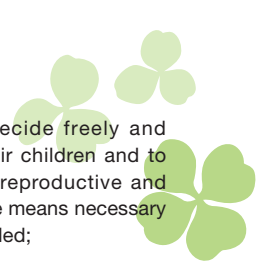 ecide freely and
ir children and to
reproductive and
e means necessary
led;